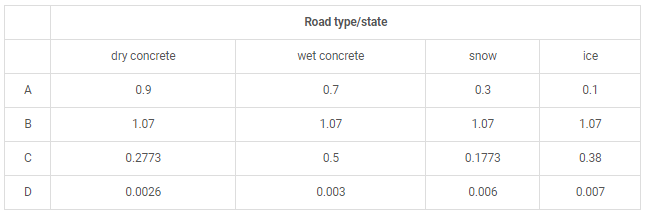 Road type/state
dry concrete wet concrete snow ice
A 0.9 0.7 0.3 0.1
B 1.07 1.07 1.07 1.07
C 0.2773 0.5 0.1773 0.38
D 0.0026 0.003 0.006 0.007